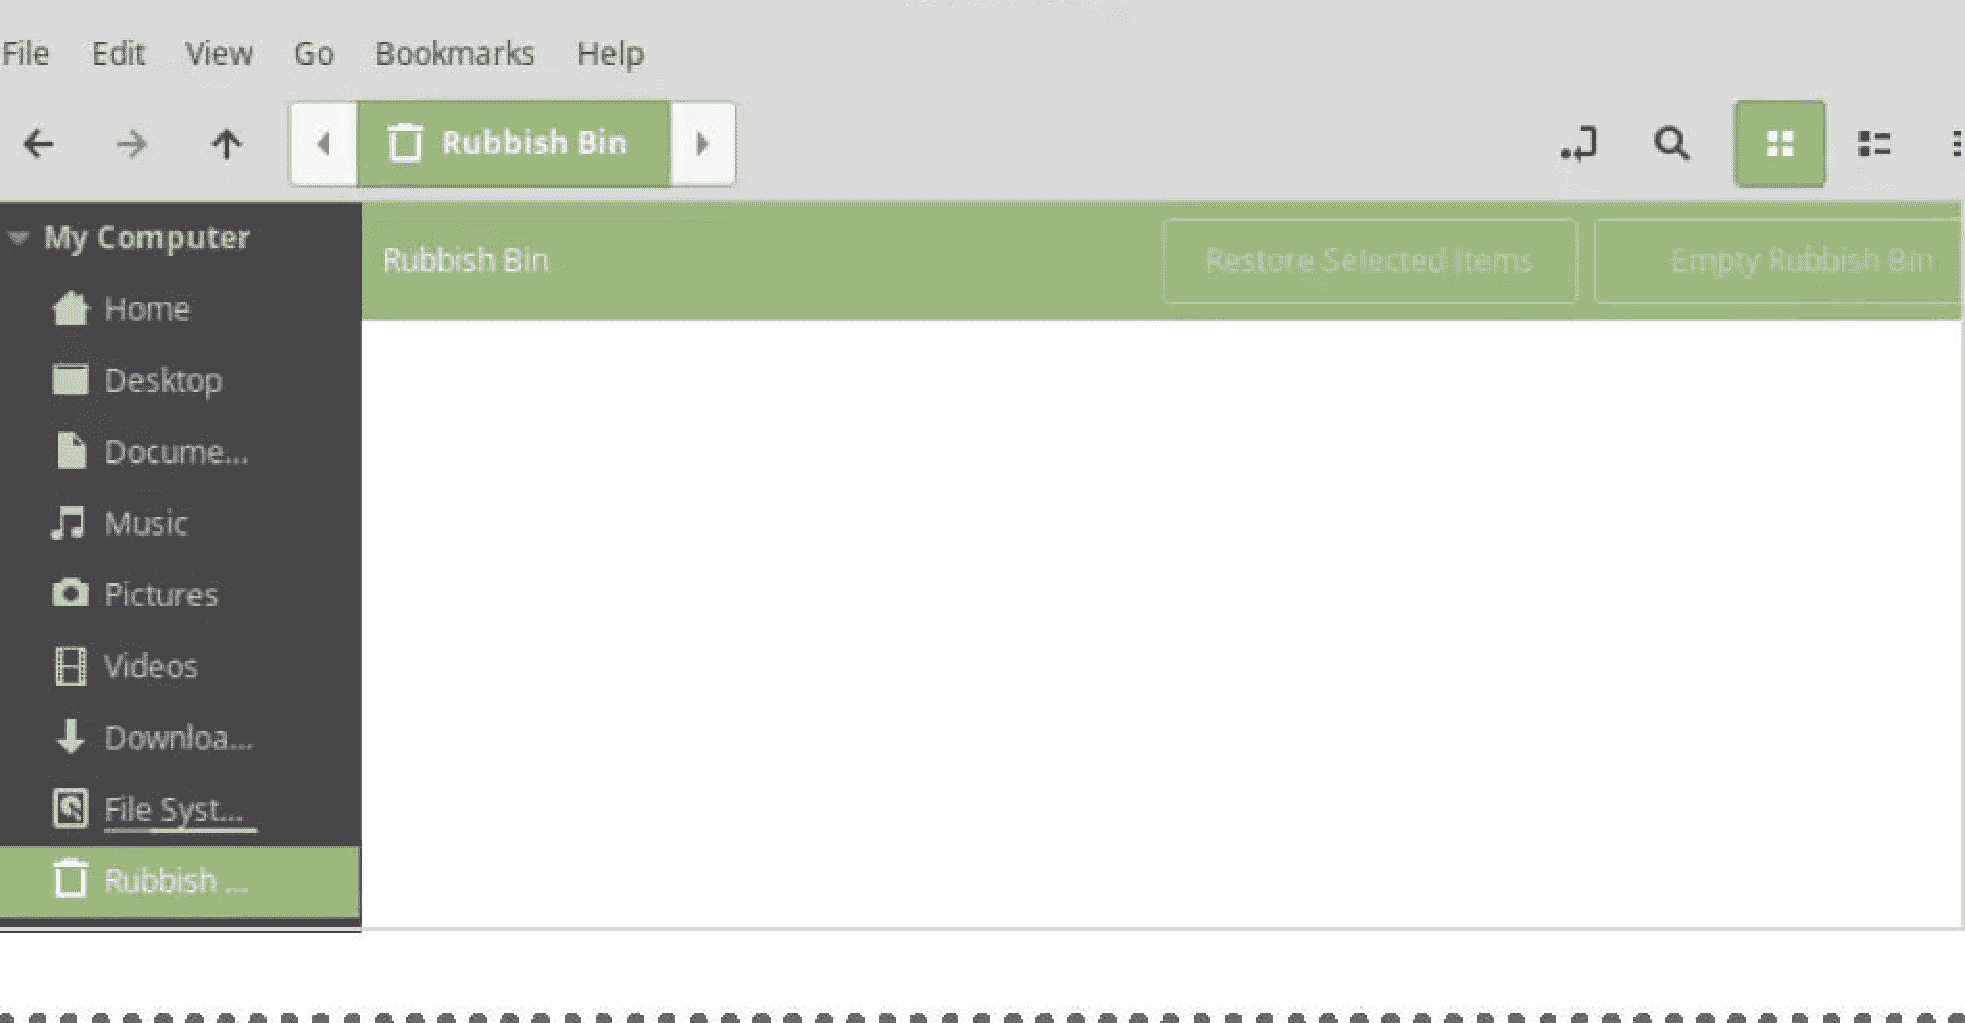 File Edit View Go Bookmarks Help
Rubbish Bin
My Computer
Rubbish Bin Restore Selected Items Empty Rubbish Bin
Home
Desktop
Docume...
Music
Pictures
Videos
Downloa...
File Syst...
Rubbish ...